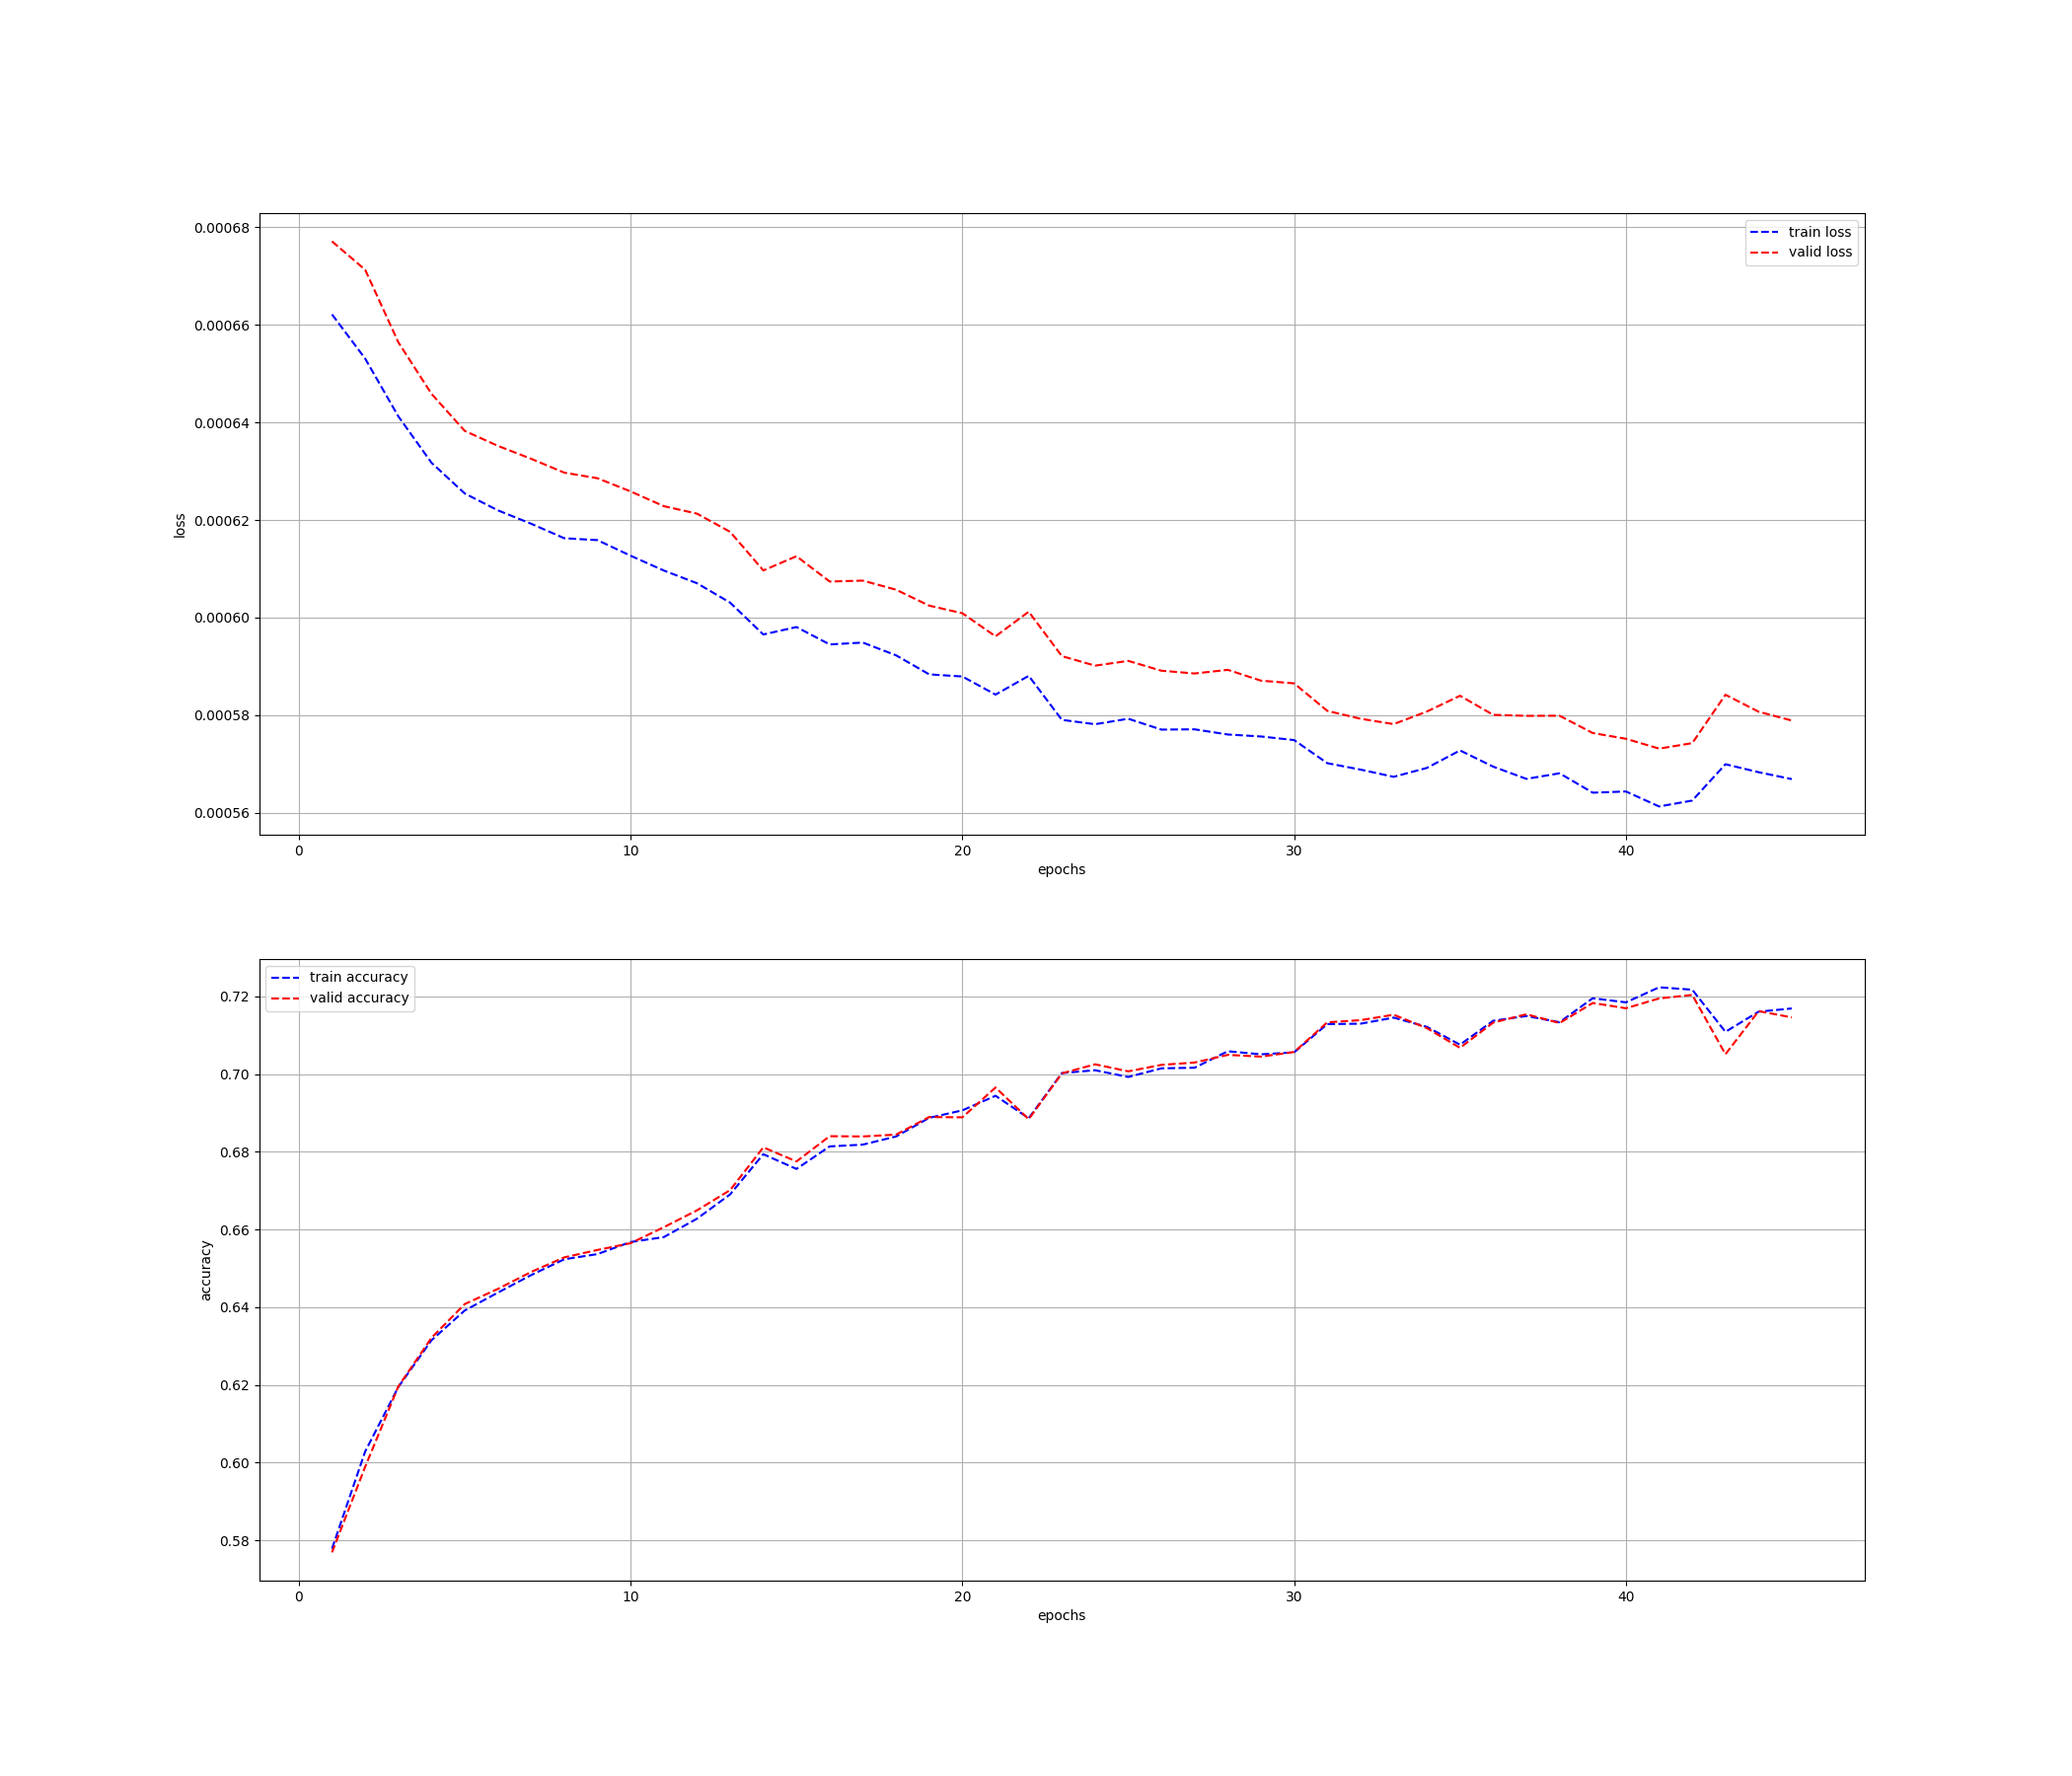 0.00068
0.00066
0.00064
0.00062
0.00060
0.00058
0.00056
loss
train loss
valid loss
0 10 20 30 40
epochs
0.72
0.70
0.68
0.66
0.64
0.62
0.60
0.58
accuracy
train accuracy
valid accuracy
0 10 20 30 40
epochs